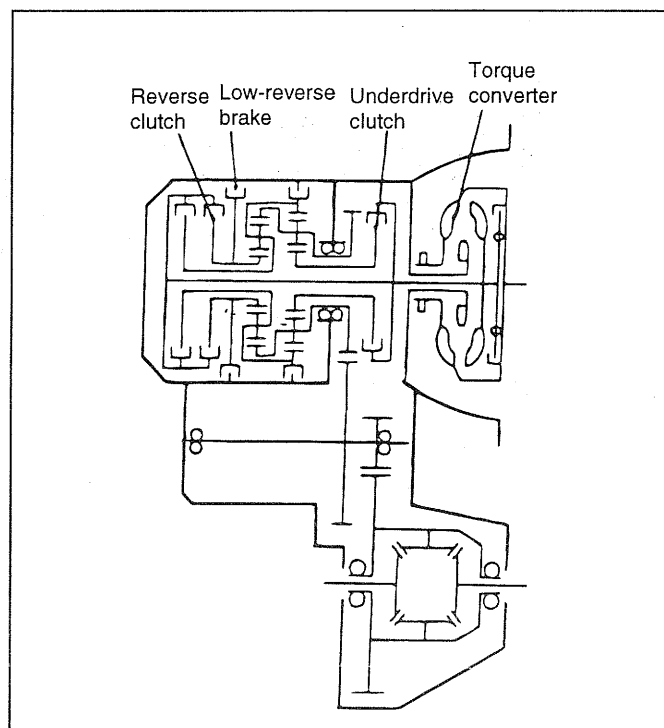 Reverse clutch
Low-reverse brake
Underdrive clutch
Torque converter